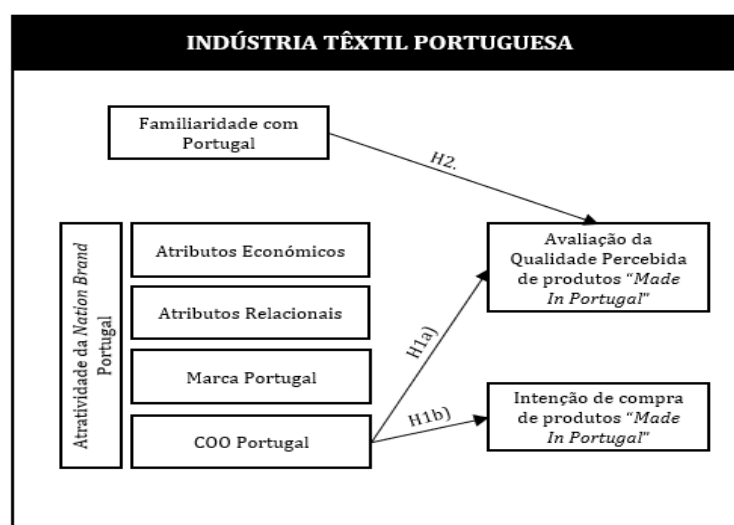 INDÚSTRIA TÊXTIL PORTUGUESA
Familiaridade com
Portugal
H2.
Atratividade da Nation Brand
Portugal
Atributos Económicos
Atributos Relacionais
Marca Portugal
COO Portugal
H1a)
H1b)
Avaliação da
Qualidade Percebida
de produtos “Made
In Portugal”
Intenção de compra
de produtos “Made
In Portugal”